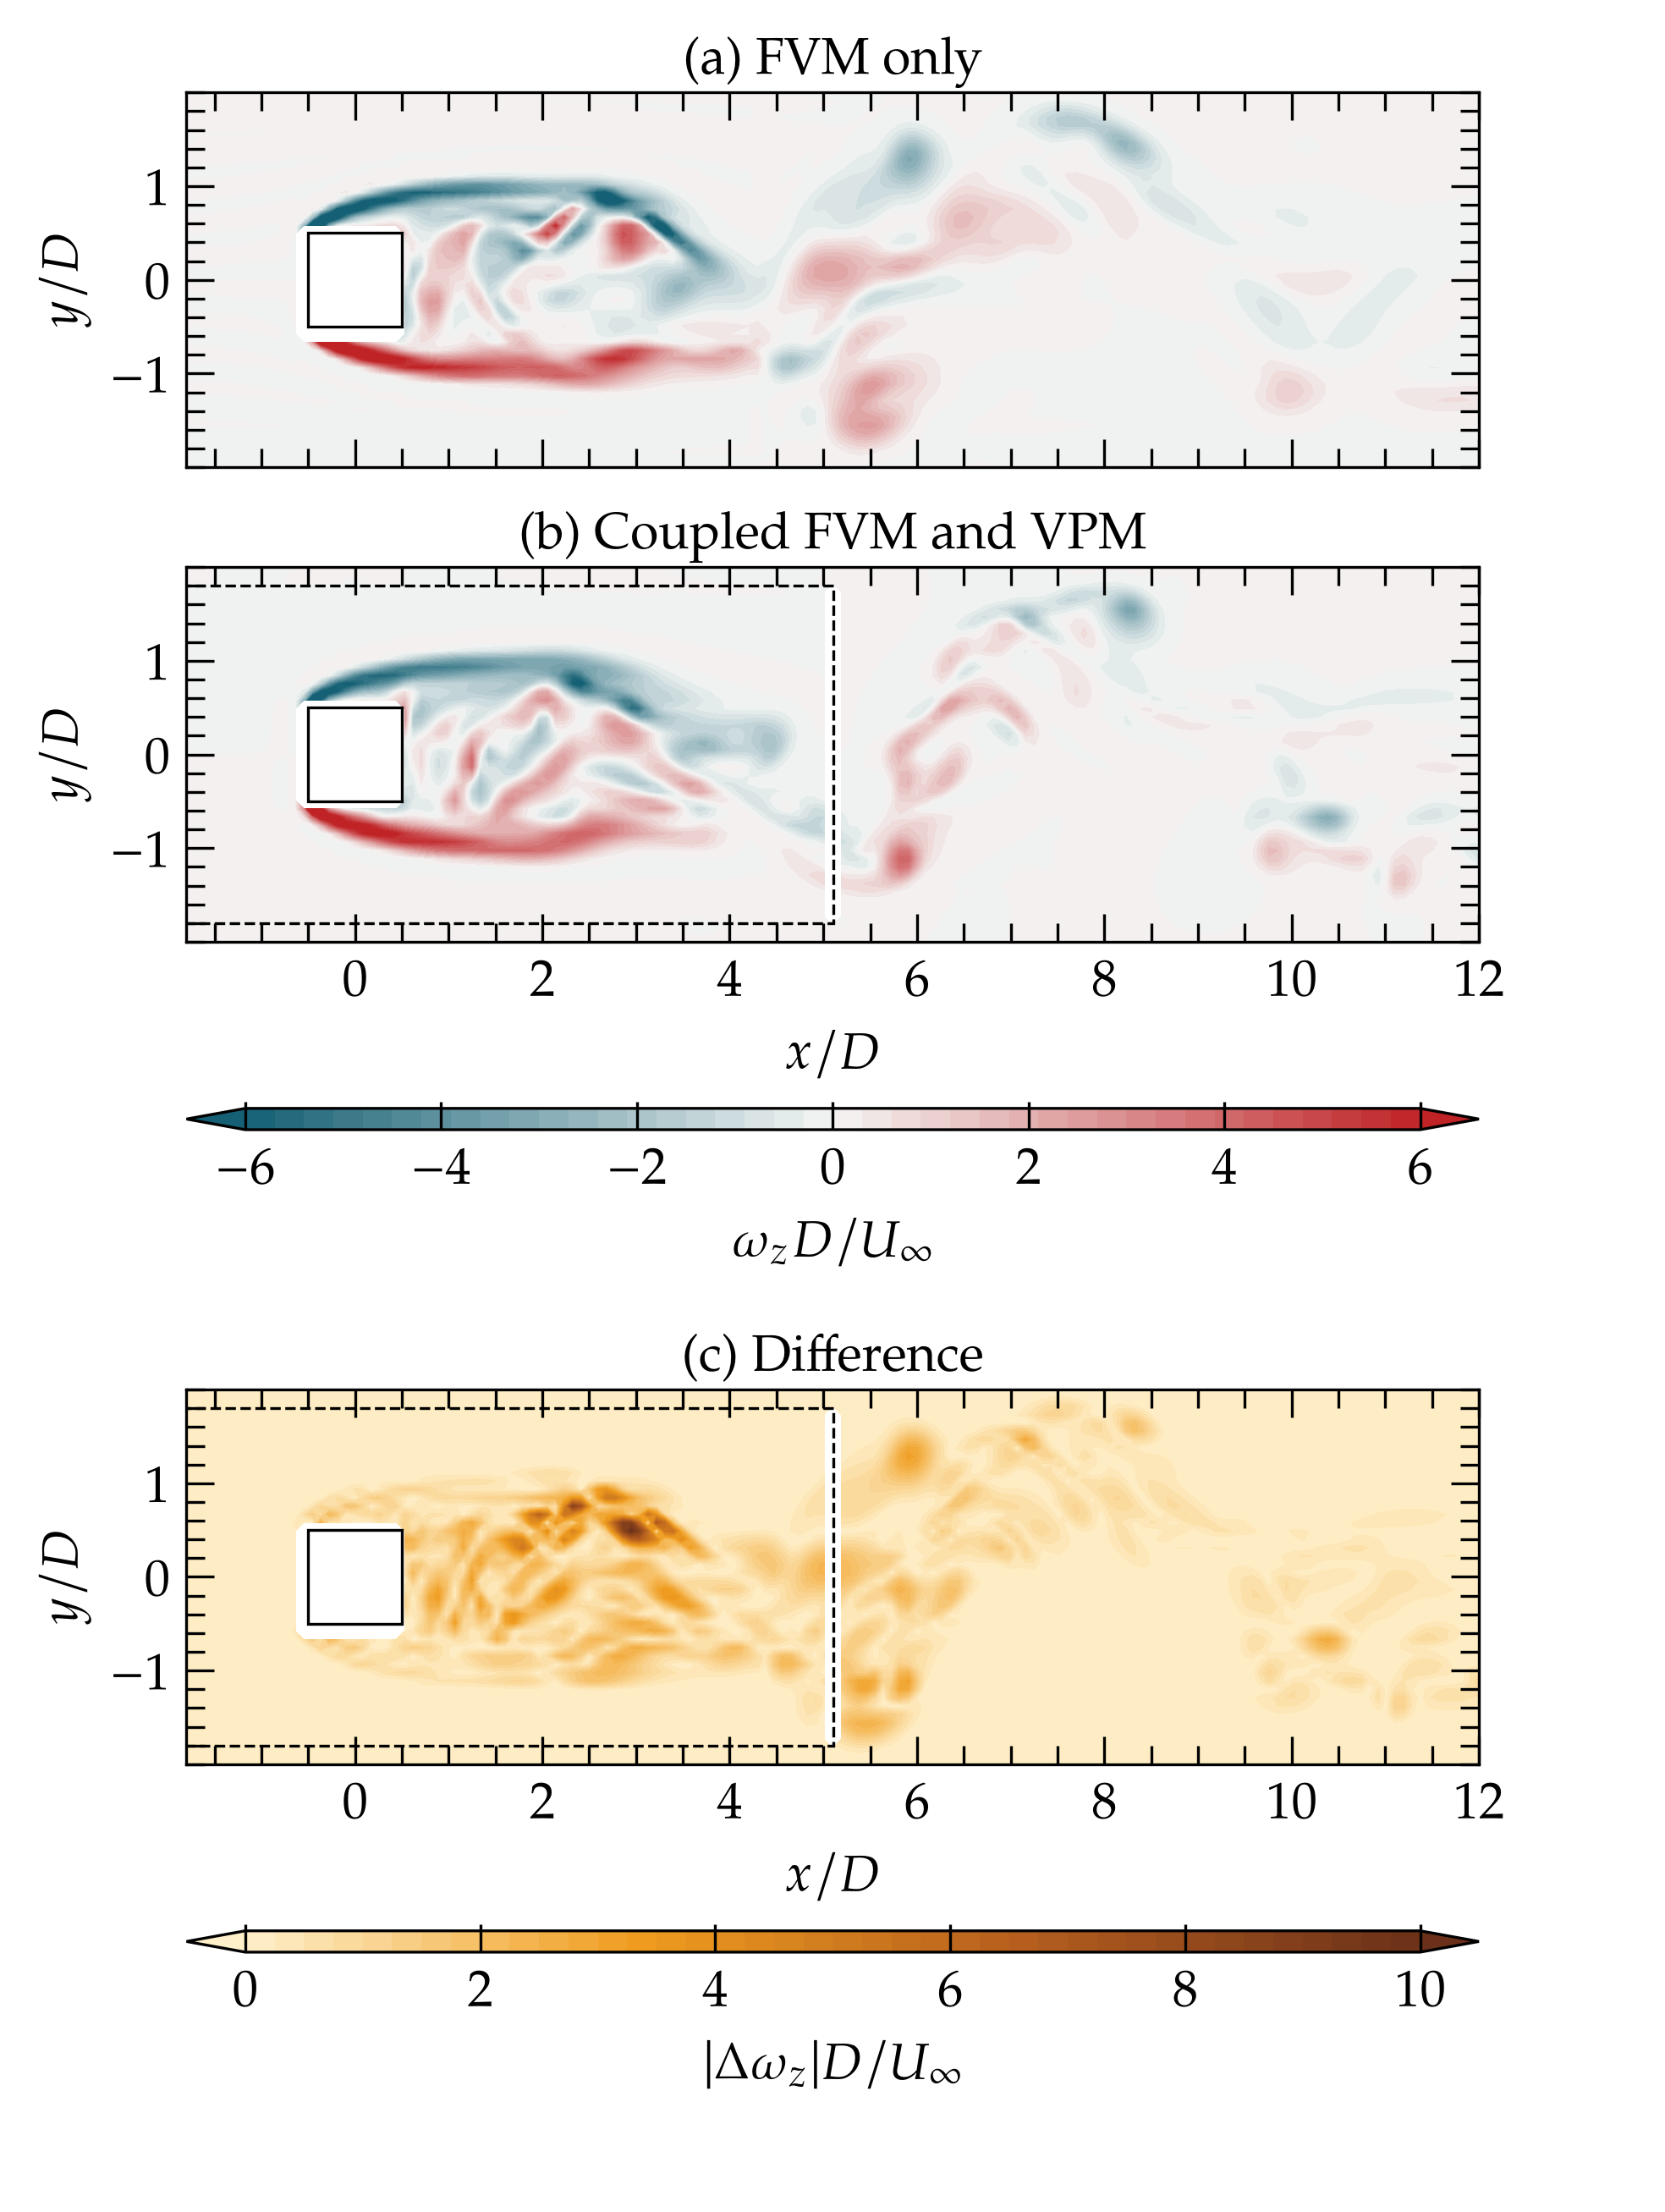 (a) FVM only
1
0
−1
y/D
(b) Coupled FVM and VPM
1
0
−1
y/D
0 2 4 6 8 10 12
x/D
−6 −4 −2 0 2 4 6
ω_z D/U_∞
(c) Difference
1
0
−1
y/D
0 2 4 6 8 10 12
x/D
0 2 4 6 8 10
|Δω_z|D/U_∞